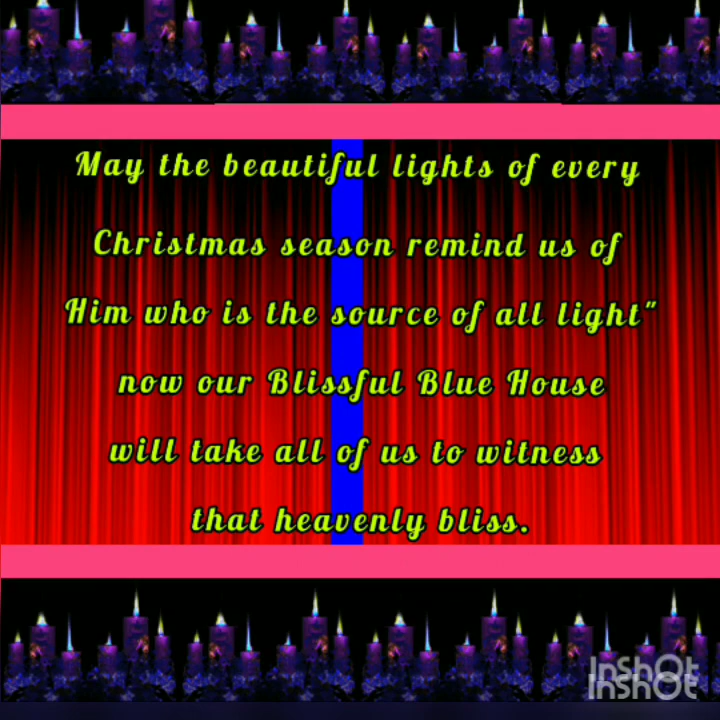 May the beautiful lights of every
Christmas season remind us of
Him who is the source of all light"
now our Blissful Blue House
will take all of us to witness
that heavenly bliss.
InShOt
InShOt